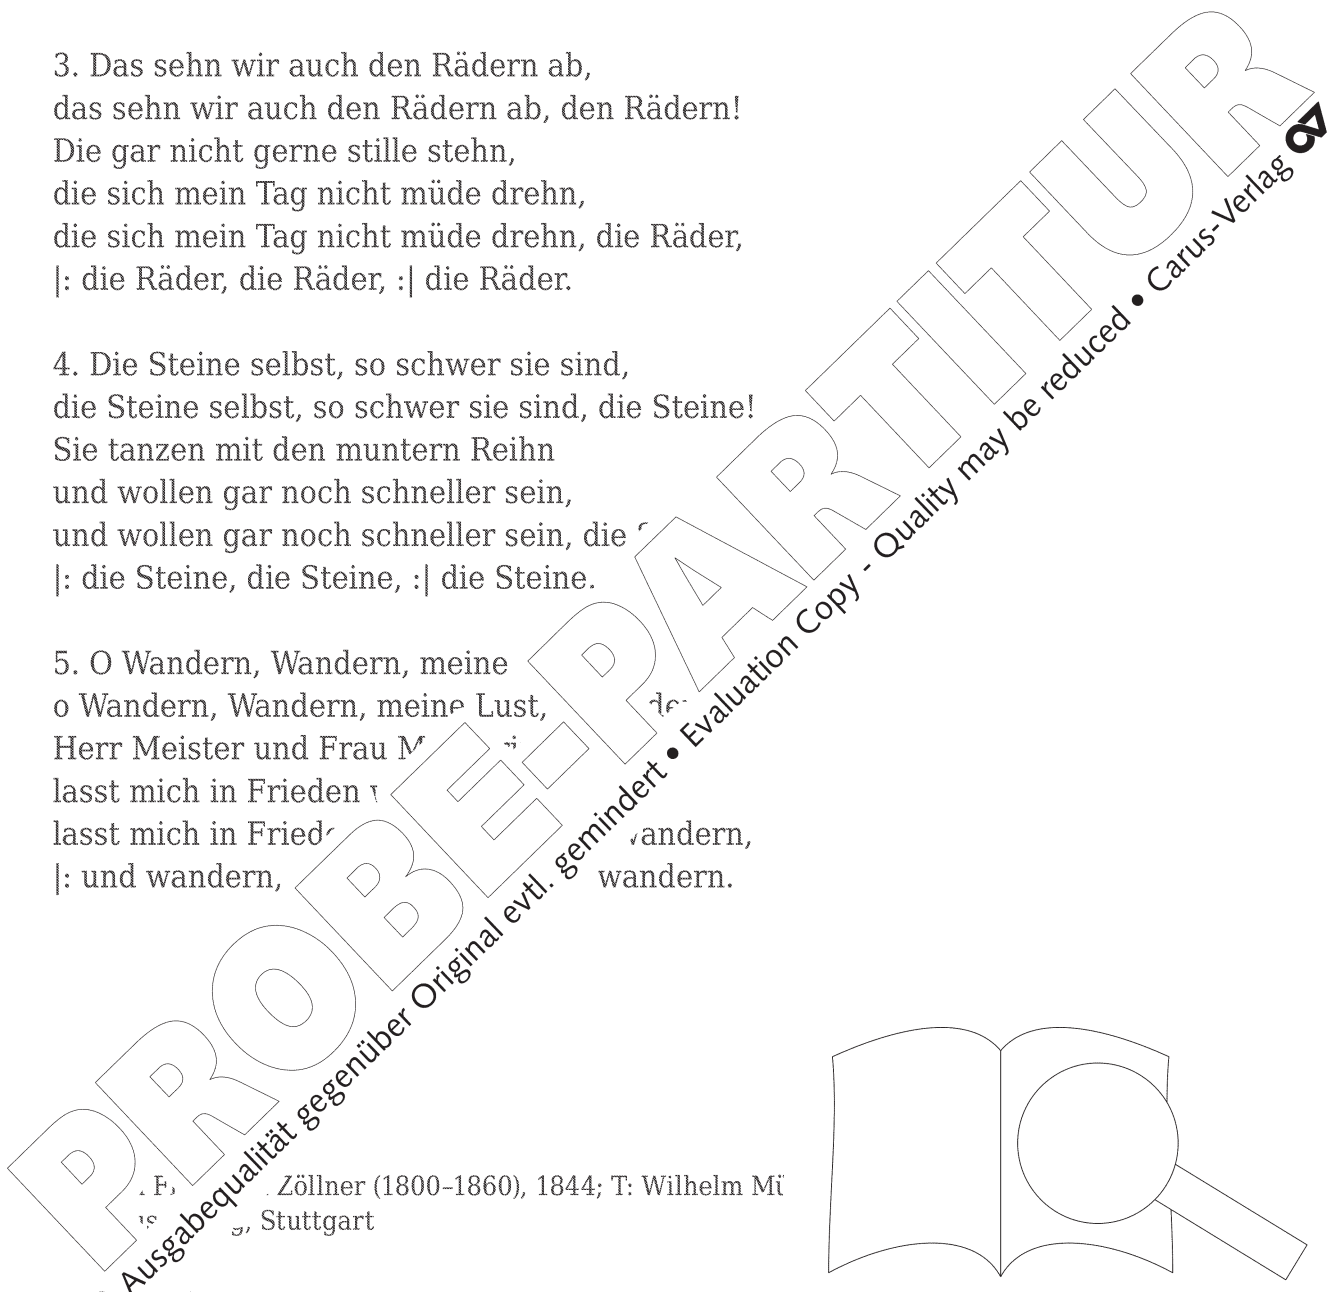 3. Das sehn wir auch den Rädern ab,
das sehn wir auch den Rädern ab, den Rädern!
Die gar nicht gerne stille stehn,
die sich mein Tag nicht müde drehn,
die sich mein Tag nicht müde drehn, die Räder,
|: die Räder, die Räder, :| die Räder.
4. Die Steine selbst, so schwer sie sind,
die Steine selbst, so schwer sie sind, die Steine!
Sie tanzen mit den muntern Reihn
und wollen gar noch schneller sein,
und wollen gar noch schneller sein, die
|: die Steine, die Steine, :| die Steine.
5. O Wandern, Wandern, meine
o Wandern, Wandern, meine Lust,
Herr Meister und Frau
lasst mich in Frieden
lasst mich in wandern,
|: und wandern, wandern.
Zöllner (1800–1860), 1844; T: Wilhelm
Stuttgart
PROBE-PARTITUR
Ausgabequalität gegenüber Original evtl. gemindert • Evaluation Copy - Quality may be reduced • Carus-Verlag